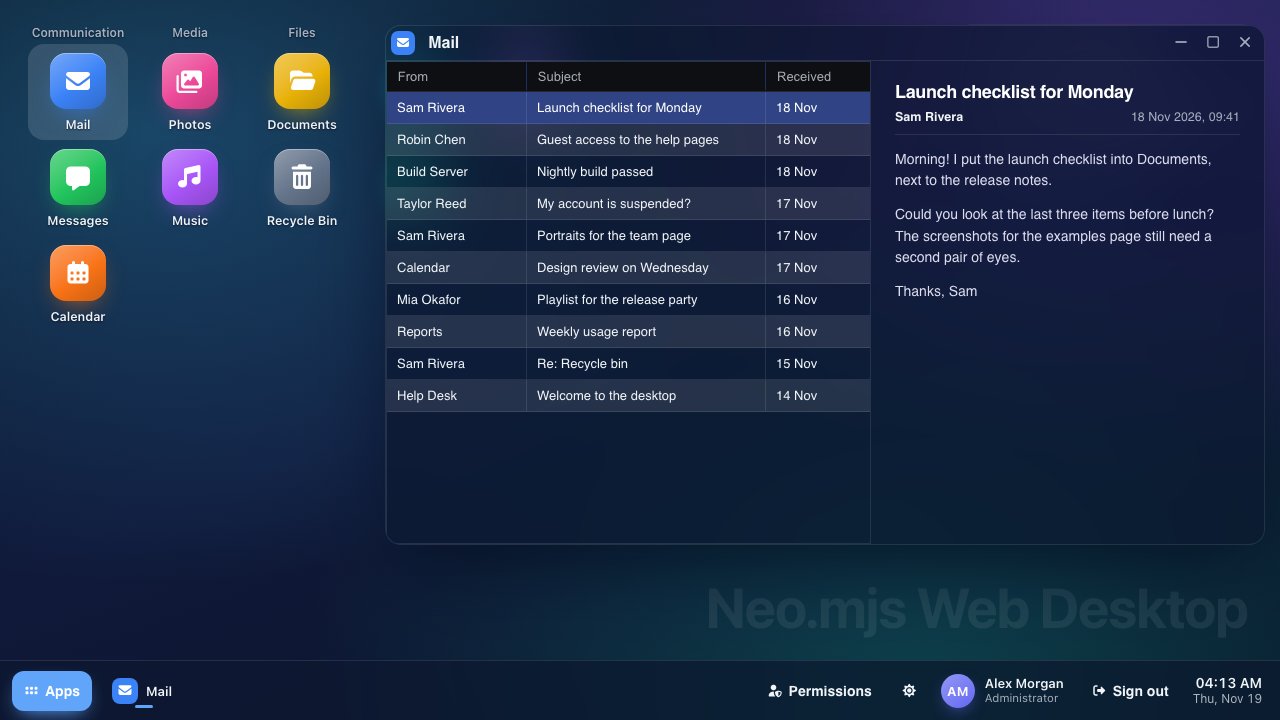 Communication
Media
Files
Mail
Photos
Documents
Messages
Music
Recycle Bin
Calendar
Mail
From Subject Received
Sam Rivera Launch checklist for Monday 18 Nov
Robin Chen Guest access to the help pages 18 Nov
Build Server Nightly build passed 18 Nov
Taylor Reed My account is suspended? 17 Nov
Sam Rivera Portraits for the team page 17 Nov
Calendar Design review on Wednesday 17 Nov
Mia Okafor Playlist for the release party 16 Nov
Reports Weekly usage report 16 Nov
Sam Rivera Re: Recycle bin 15 Nov
Help Desk Welcome to the desktop 14 Nov
Launch checklist for Monday
Sam Rivera 18 Nov 2026, 09:41
Morning! I put the launch checklist into Documents,
next to the release notes.
Could you look at the last three items before lunch?
The screenshots for the examples page still need a
second pair of eyes.
Thanks, Sam
Neo.mjs Web Desktop
Apps
Mail
Permissions
AM
Alex Morgan
Administrator
Sign out
04:13 AM
Thu, Nov 19